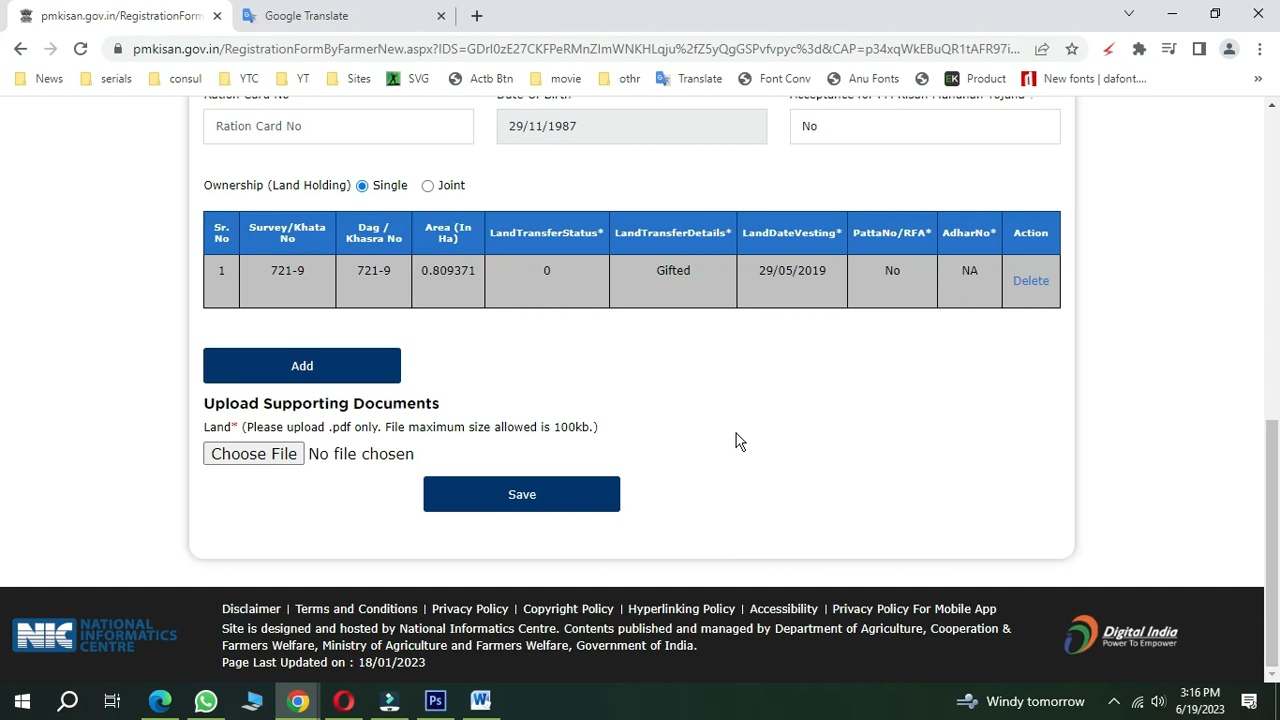 pmkisan.gov.in/RegistrationForm
Google Translate
pmkisan.gov.in/RegistrationFormByFarmerNew.aspx?IDS=GDrI0zE27CKFPeRMnZImWNKHLqju%2fZ5yQgGSPvfvpyc%3d&CAP=p34xqWkEBuQR1tAFR97i...
News serials consul YTC YT Sites SVG Actb Btn movie othr Translate Font Conv Anu Fonts Product New fonts | dafont.... »
Ration Card No Date Of Birth
Ration Card No 29/11/1987 No
Ownership (Land Holding) Single Joint
Sr. No Survey/Khata No Dag / Khasra No Area (In Ha) LandTransferStatus* LandTransferDetails* LandDateVesting* PattaNo/RFA* AdharNo* Action
1 721-9 721-9 0.809371 0 Gifted 29/05/2019 No NA Delete
Add
Upload Supporting Documents
Land* (Please upload .pdf only. File maximum size allowed is 100kb.)
Choose File No file chosen
Save
Disclaimer | Terms and Conditions | Privacy Policy | Copyright Policy | Hyperlinking Policy | Accessibility | Privacy Policy For Mobile App
Site is designed and hosted by National Informatics Centre. Contents published and managed by Department of Agriculture, Cooperation &
Farmers Welfare, Ministry of Agriculture and Farmers Welfare, Government of India.
Page Last Updated on : 18/01/2023
NIC NATIONAL INFORMATICS CENTRE
Digital India
Power To Empower
Windy tomorrow
3:16 PM
6/19/2023